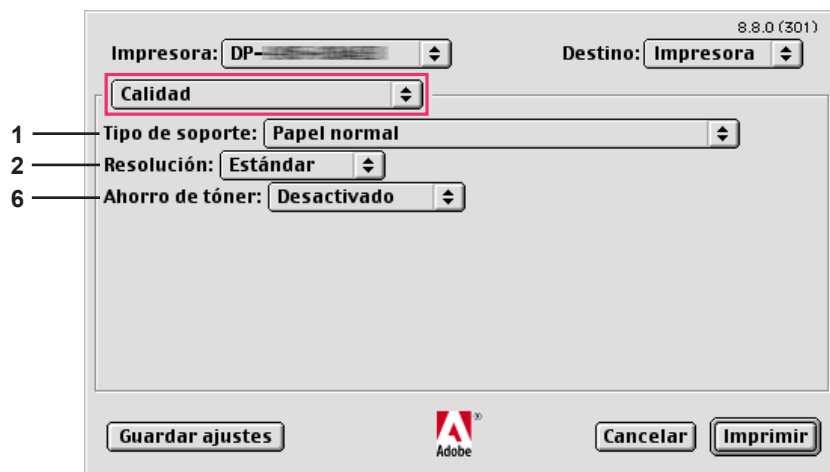 8.8.0 (301)
Impresora: DP- Destino: Impresora
Calidad
1 Tipo de soporte: Papel normal
2 Resolución: Estándar
6 Ahorro de tóner: Desactivado
Guardar ajustes Adobe® Cancelar Imprimir